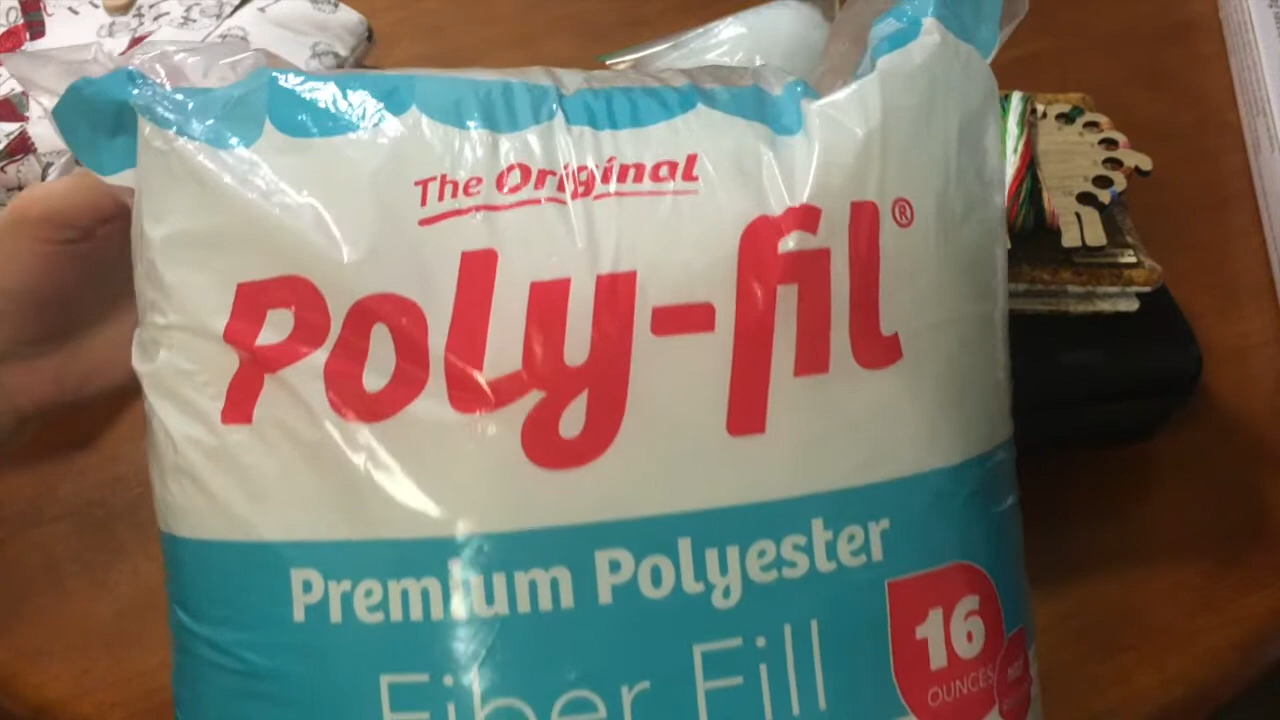 The Original
Poly-fil®
Premium Polyester
Fiber Fill
16
OUNCES